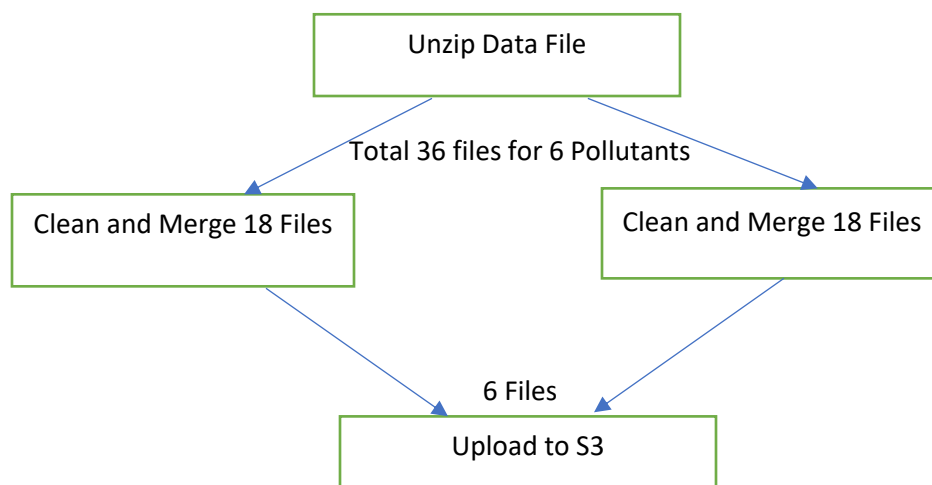 Unzip Data File
Total 36 files for 6 Pollutants
Clean and Merge 18 Files
Clean and Merge 18 Files
6 Files
Upload to S3